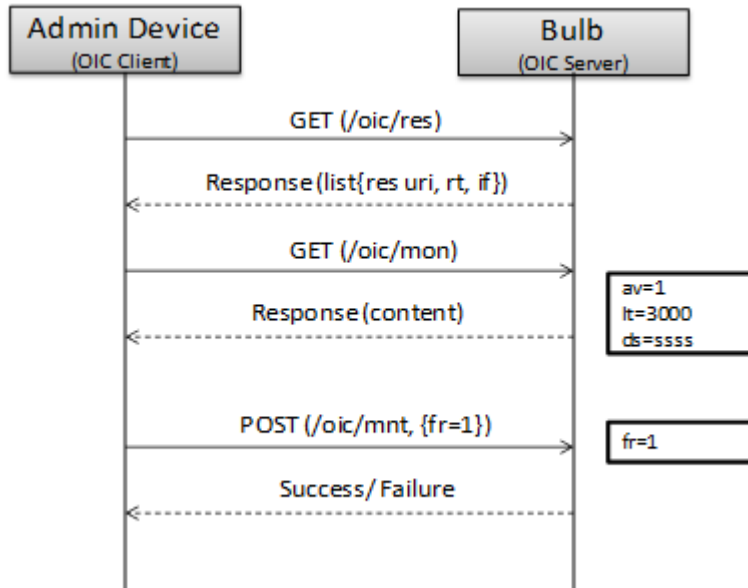 Admin Device
(OIC Client)
Bulb
(OIC Server)
GET (/oic/res)
Response (list{res uri, rt, if})
GET (/oic/mon)
av=1
lt=3000
ds=ssss
Response (content)
POST (/oic/mnt, {fr=1})
fr=1
Success/ Failure